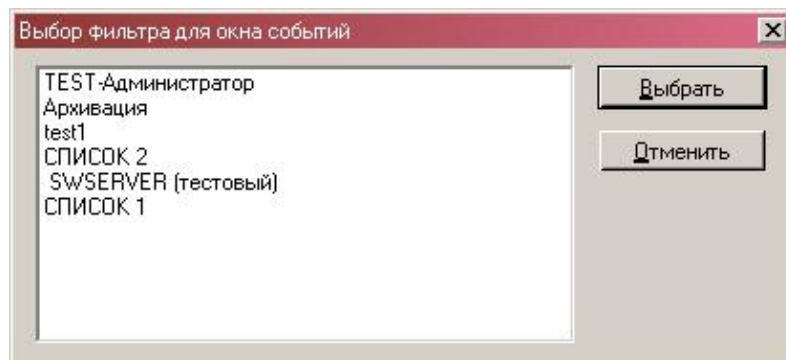 Выбор фильтра для окна событий
TEST-Администратор
Архивация
test1
СПИСОК 2
SWSERVER (тестовый)
СПИСОК 1
Выбрать
Отменить